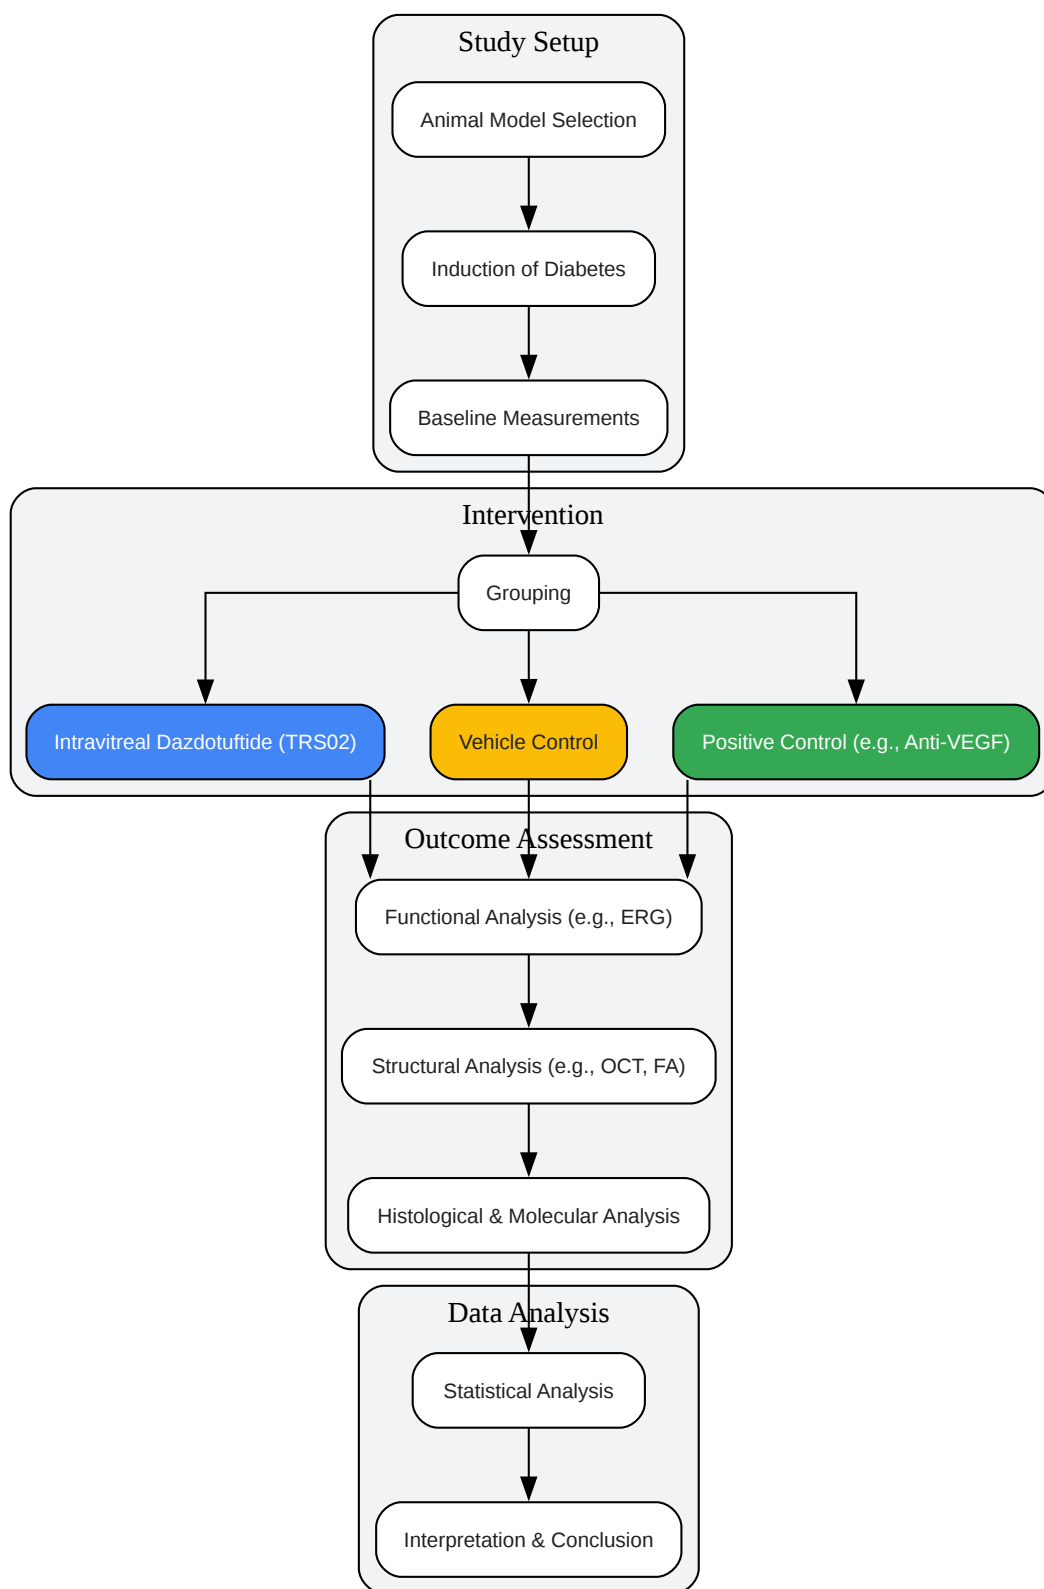 Study Setup
Animal Model Selection
Induction of Diabetes
Baseline Measurements
Intervention
Grouping
Intravitreal Dazdotuftide (TRS02)
Vehicle Control
Positive Control (e.g., Anti-VEGF)
Outcome Assessment
Functional Analysis (e.g., ERG)
Structural Analysis (e.g., OCT, FA)
Histological & Molecular Analysis
Data Analysis
Statistical Analysis
Interpretation & Conclusion